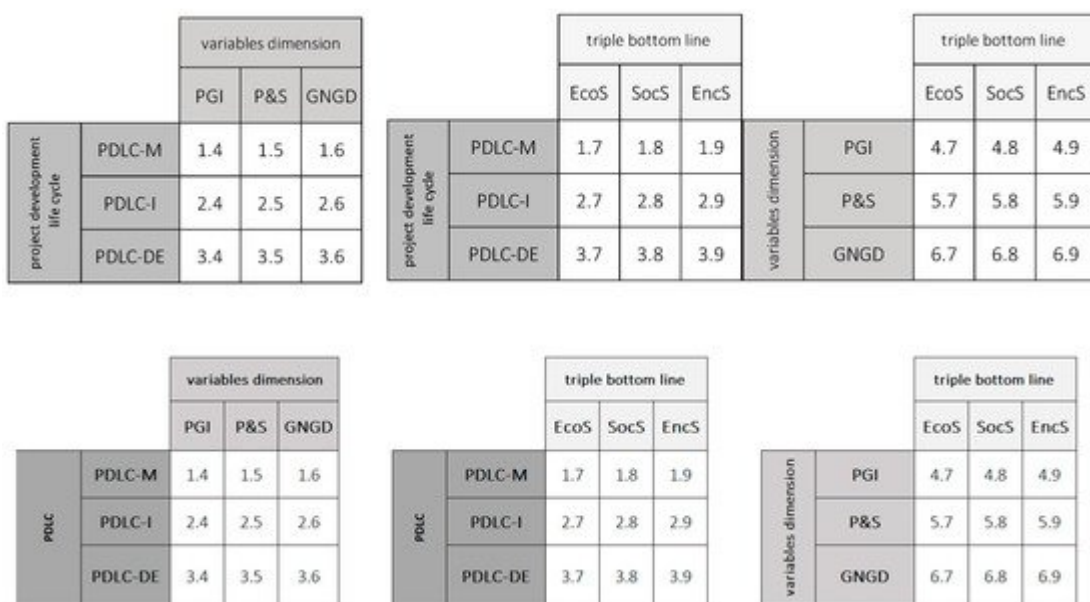 variables dimension
PGI P&S GNGD
project development
life cycle
PDLC-M 1.4 1.5 1.6
PDLC-I 2.4 2.5 2.6
PDLC-DE 3.4 3.5 3.6
triple bottom line
EcoS SocS EncS
project development
life cycle
PDLC-M 1.7 1.8 1.9
PDLC-I 2.7 2.8 2.9
PDLC-DE 3.7 3.8 3.9
triple bottom line
EcoS SocS EncS
variables dimension
PGI 4.7 4.8 4.9
P&S 5.7 5.8 5.9
GNGD 6.7 6.8 6.9
variables dimension
PGI P&S GNGD
PDLC
PDLC-M 1.4 1.5 1.6
PDLC-I 2.4 2.5 2.6
PDLC-DE 3.4 3.5 3.6
triple bottom line
EcoS SocS EncS
PDLC
PDLC-M 1.7 1.8 1.9
PDLC-I 2.7 2.8 2.9
PDLC-DE 3.7 3.8 3.9
triple bottom line
EcoS SocS EncS
variables dimension
PGI 4.7 4.8 4.9
P&S 5.7 5.8 5.9
GNGD 6.7 6.8 6.9